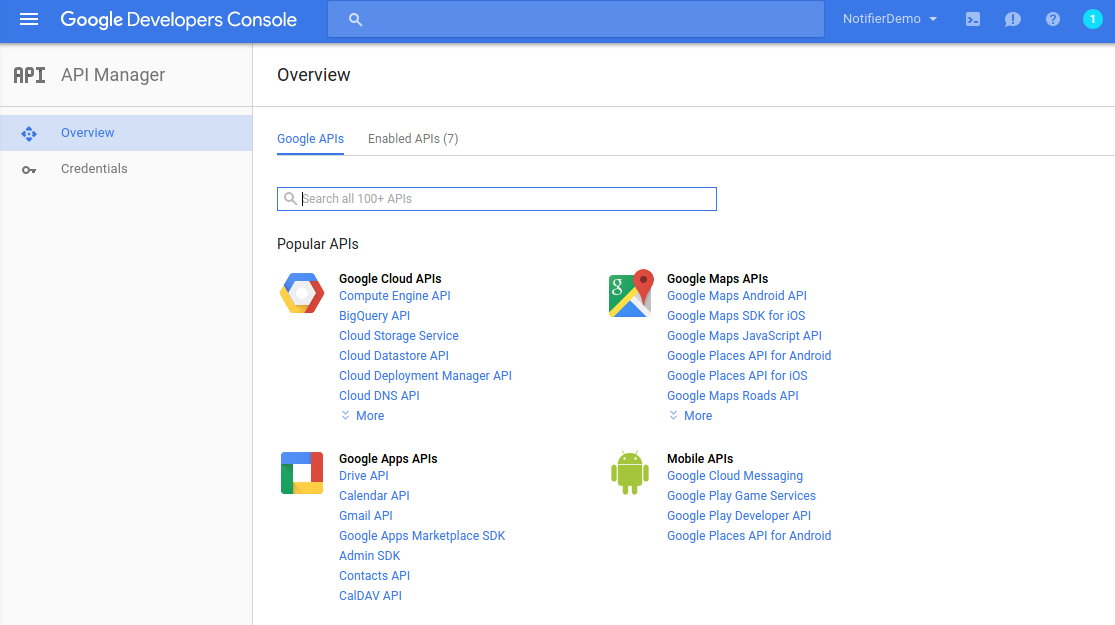 Google Developers Console
NotifierDemo
1
API API Manager
Overview
Overview
Credentials
Google APIs Enabled APIs (7)
Search all 100+ APIs
Popular APIs
Google Cloud APIs
Compute Engine API
BigQuery API
Cloud Storage Service
Cloud Datastore API
Cloud Deployment Manager API
Cloud DNS API
More
g
Google Maps APIs
Google Maps Android API
Google Maps SDK for iOS
Google Maps JavaScript API
Google Places API for Android
Google Places API for iOS
Google Maps Roads API
More
Google Apps APIs
Drive API
Calendar API
Gmail API
Google Apps Marketplace SDK
Admin SDK
Contacts API
CalDAV API
Mobile APIs
Google Cloud Messaging
Google Play Game Services
Google Play Developer API
Google Places API for Android